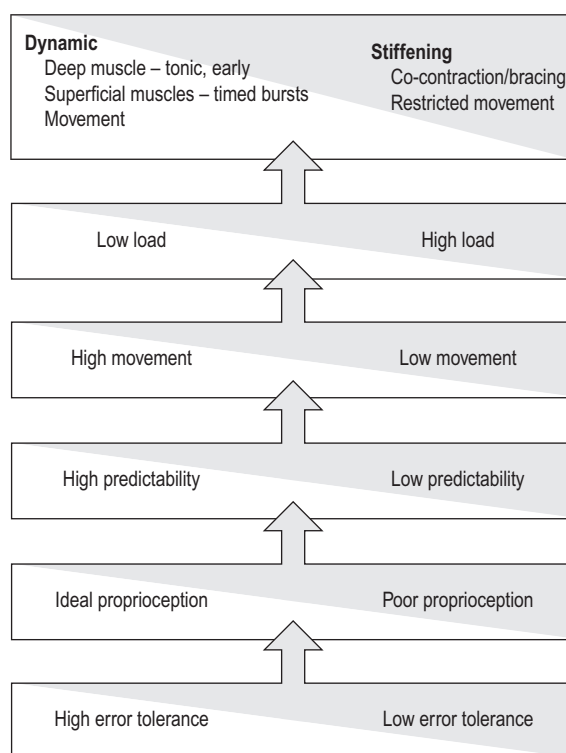 Dynamic
Deep muscle – tonic, early
Superficial muscles – timed bursts
Movement
Stiffening
Co-contraction/bracing
Restricted movement
Low load
High load
High movement
Low movement
High predictability
Low predictability
Ideal proprioception
Poor proprioception
High error tolerance
Low error tolerance